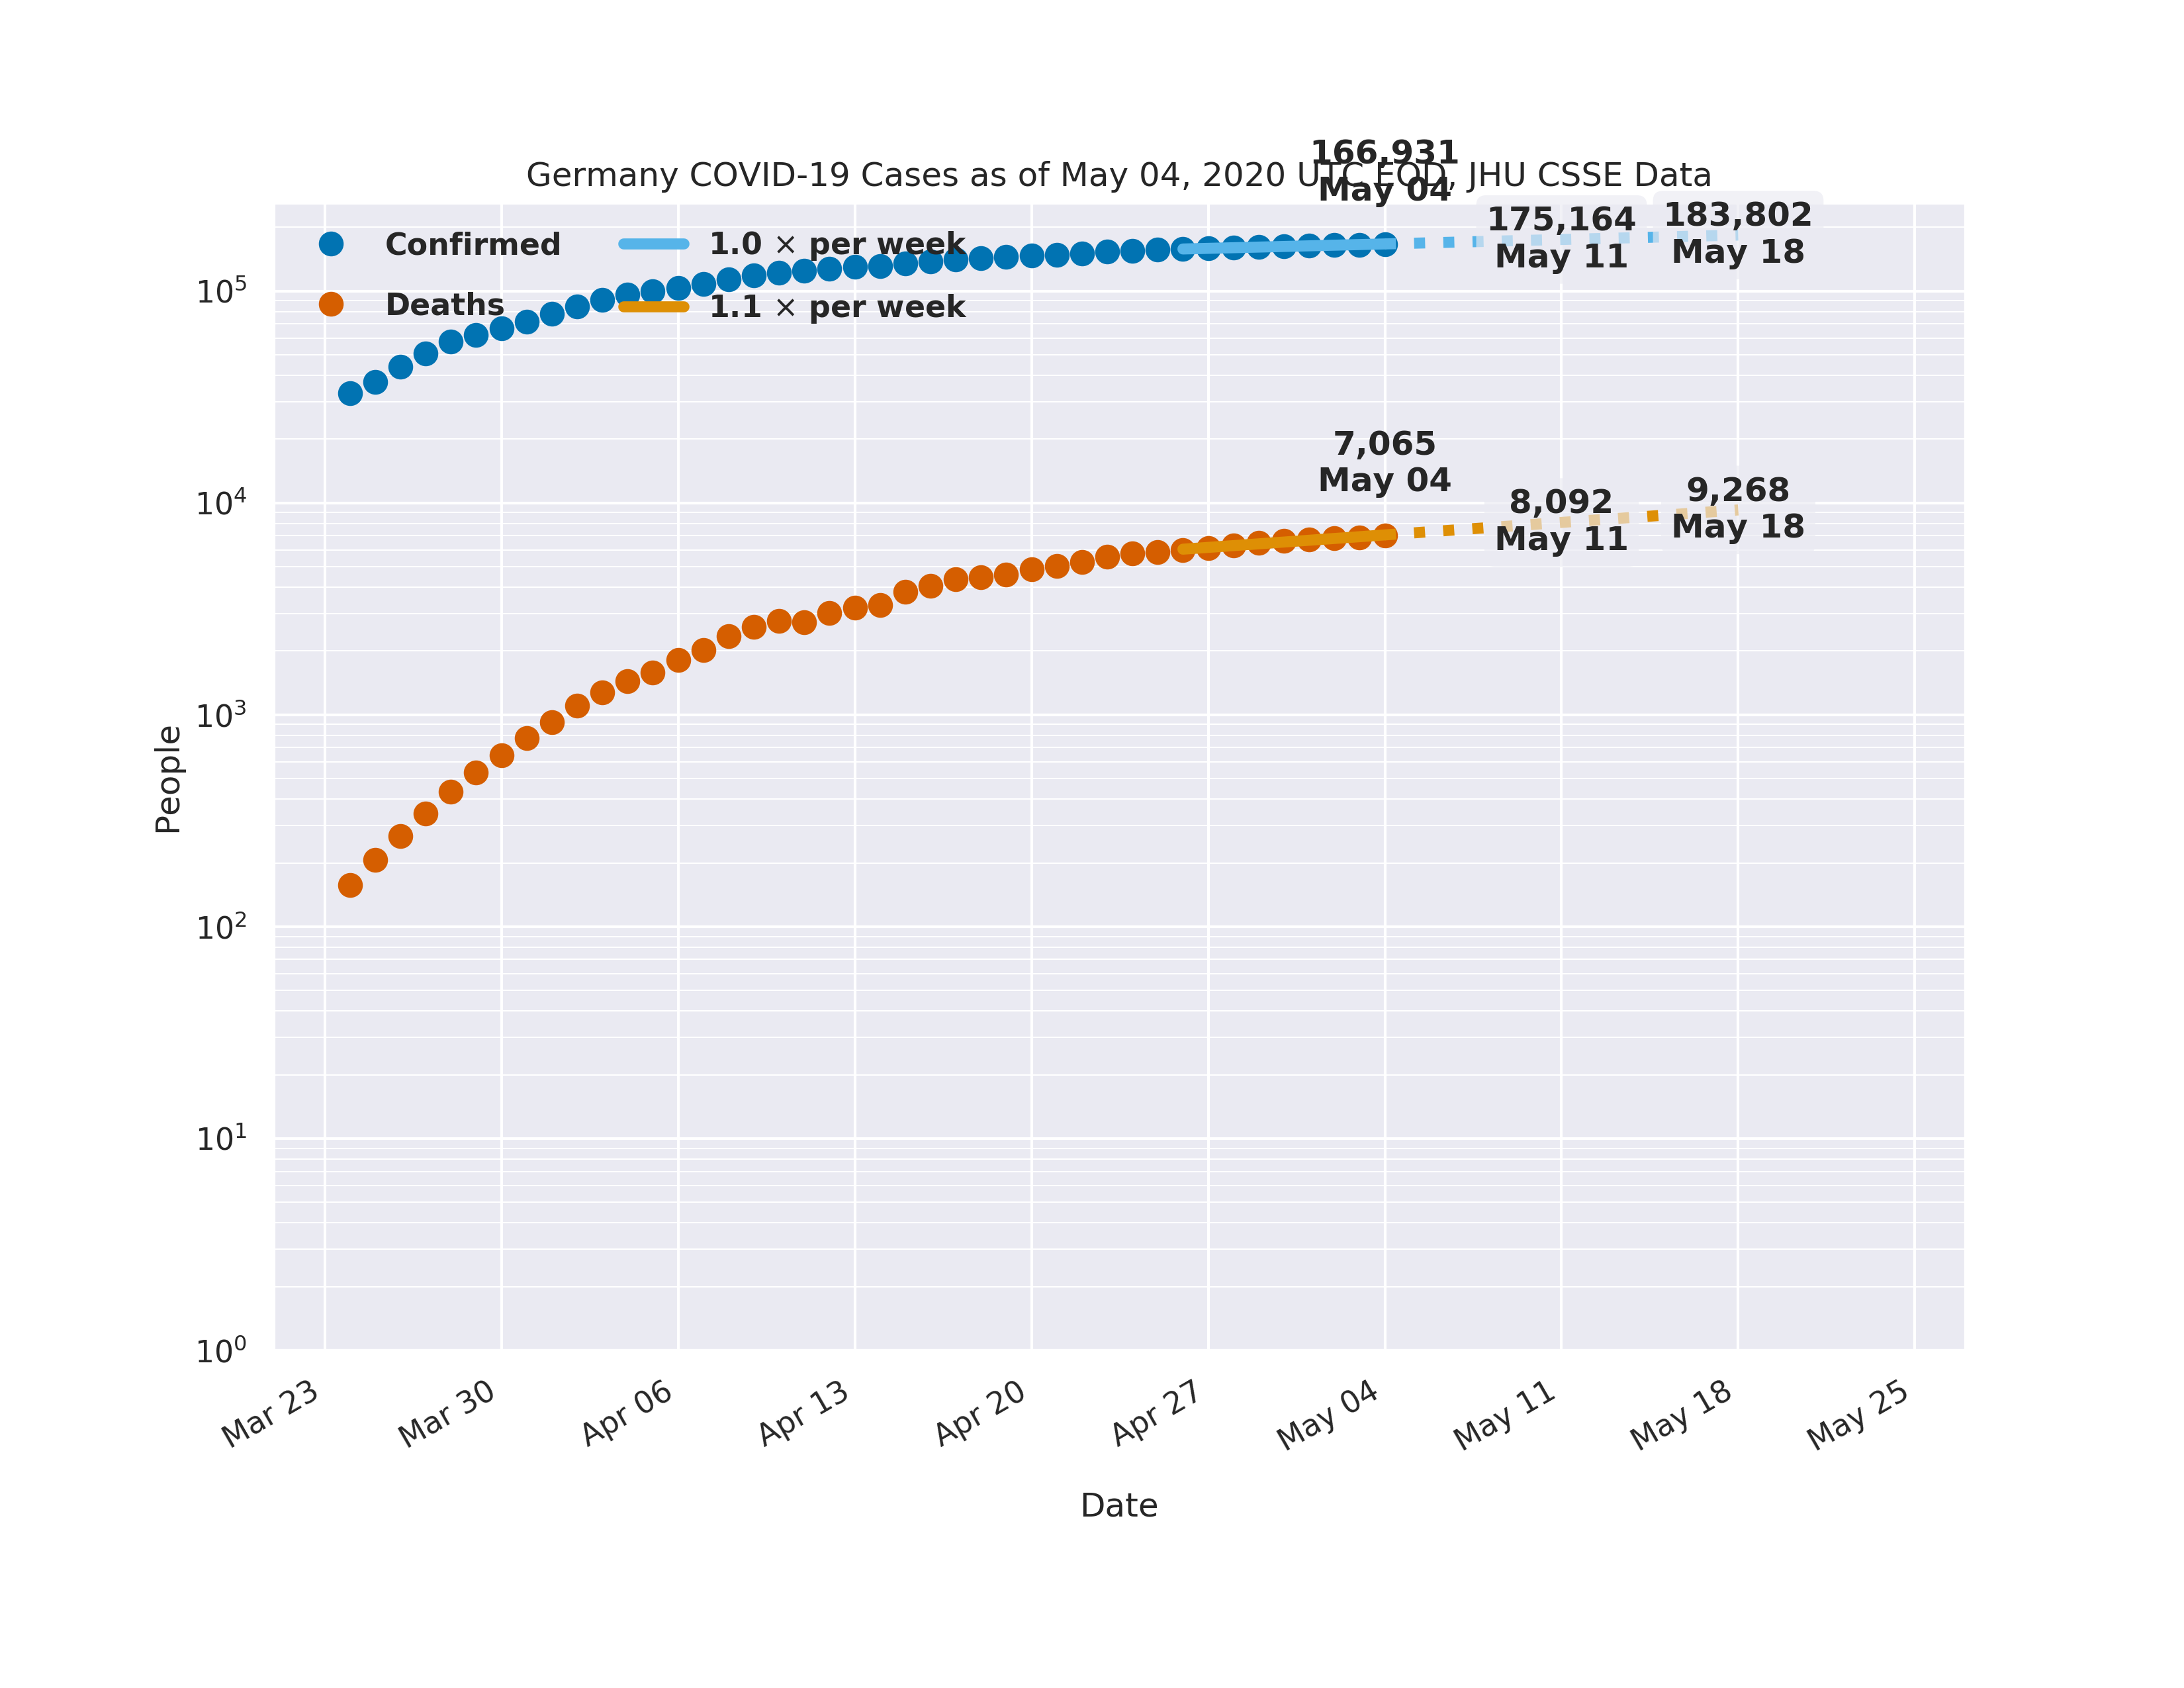 166,931
May 04
Germany COVID-19 Cases as of May 04, 2020 UTC EOD, JHU CSSE Data
175,164
May 11
183,802
May 18
Confirmed
1.0 × per week
Deaths
1.1 × per week
7,065
May 04
8,092
May 11
9,268
May 18
People
10⁵
10⁴
10³
10²
10¹
10⁰
Mar 23
Mar 30
Apr 06
Apr 13
Apr 20
Apr 27
May 04
May 11
May 18
May 25
Date